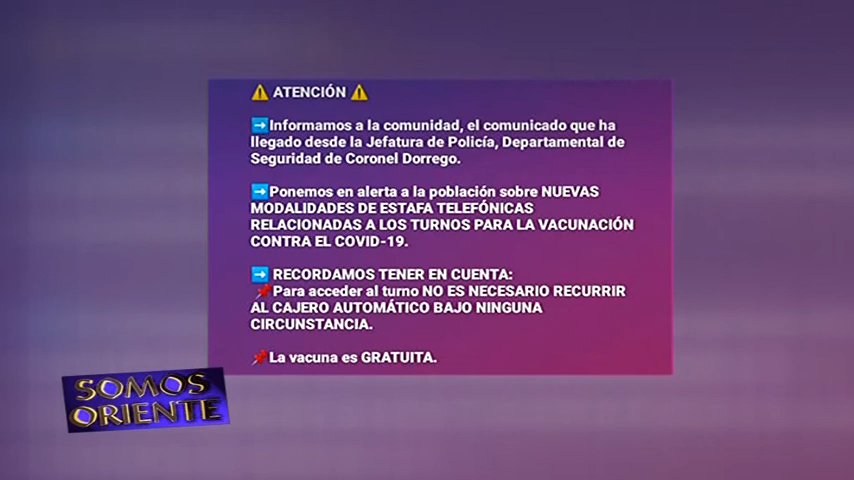 ⚠️ ATENCIÓN ⚠️
➡️Informamos a la comunidad, el comunicado que ha
llegado desde la Jefatura de Policía, Departamental de
Seguridad de Coronel Dorrego.
➡️Ponemos en alerta a la población sobre NUEVAS
MODALIDADES DE ESTAFA TELEFÓNICAS
RELACIONADAS A LOS TURNOS PARA LA VACUNACIÓN
CONTRA EL COVID-19.
➡️ RECORDAMOS TENER EN CUENTA:
📌Para acceder al turno NO ES NECESARIO RECURRIR
AL CAJERO AUTOMÁTICO BAJO NINGUNA
CIRCUNSTANCIA.
📌La vacuna es GRATUITA.
SOMOS
ORIENTE